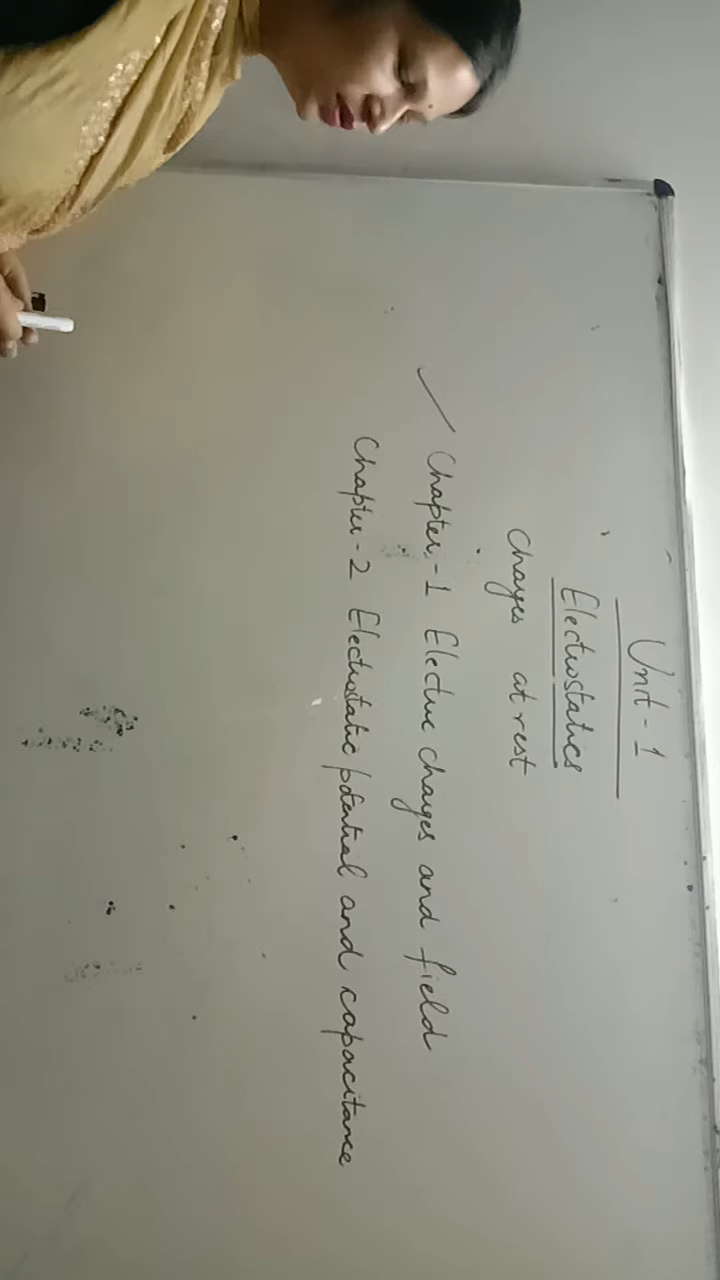 Unit - 1
Electrostatics
Charges at rest
Chapter - 1 Electric charges and field
Chapter - 2 Electrostatic potential and capacitance